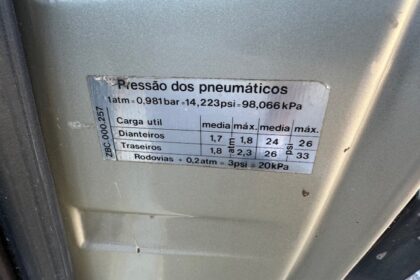 Pressão dos pneumáticos
1atm=0,981bar=14,223psi=98,066kPa
Carga util media máx. media máx.
Dianteiros 1,7 1,8 24 26
atm psi
Traseiros 1,8 2,3 26 33
Rodovias + 0,2atm = 3psi = 20kPa
ZBC.000.257